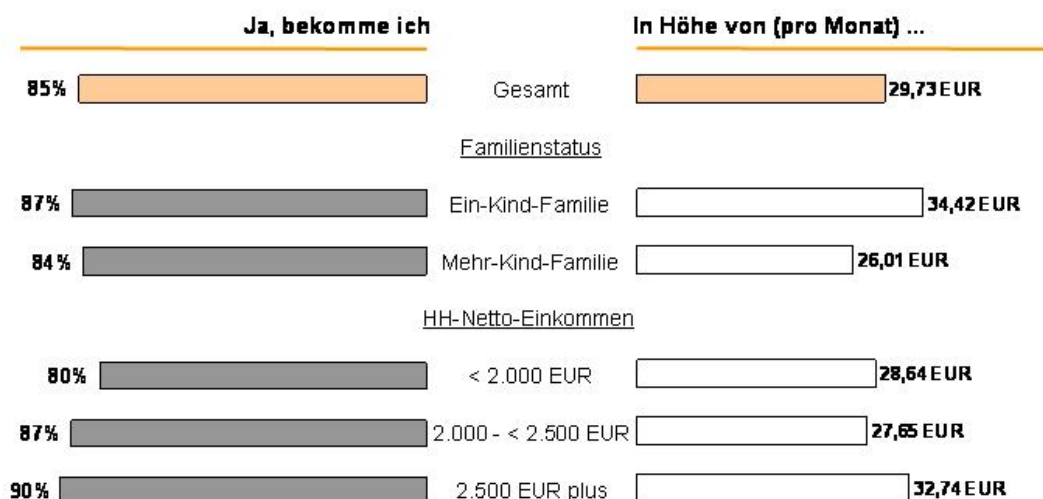 Ja, bekomme ich In Höhe von (pro Monat) ...
85% Gesamt 29,73 EUR
Familienstatus
87% Ein-Kind-Familie 34,42 EUR
84% Mehr-Kind-Familie 26,01 EUR
HH-Netto-Einkommen
80% < 2.000 EUR 28,64 EUR
87% 2.000 - < 2.500 EUR 27,65 EUR
90% 2.500 EUR plus 32,74 EUR